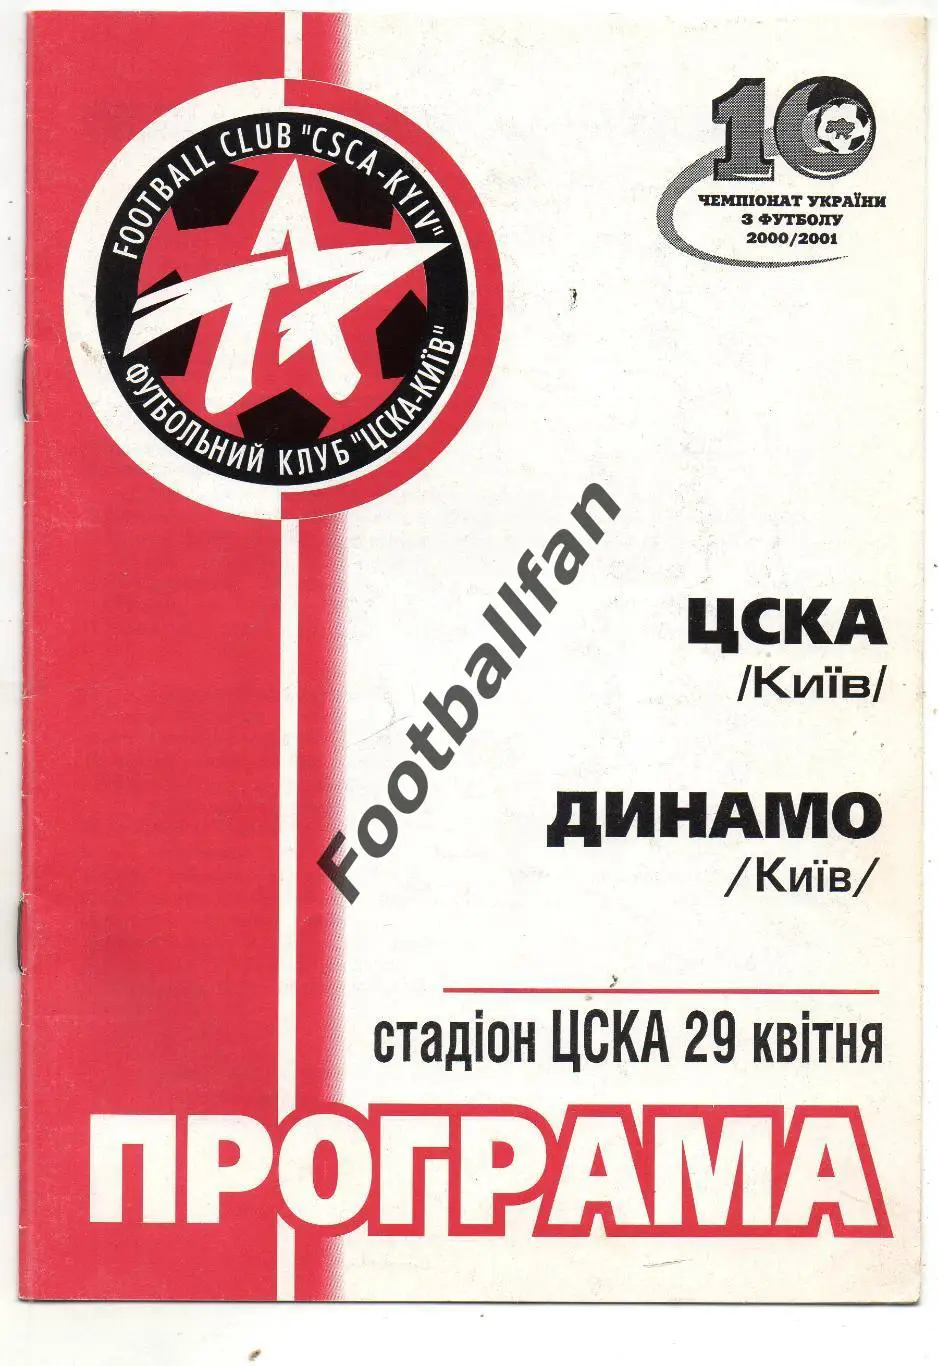 FOOTBALL CLUB "CSCA-KYIV"
ФУТБОЛЬНИЙ КЛУБ "ЦСКА-КИЇВ"
10
ЧЕМПІОНАТ УКРАЇНИ
З ФУТБОЛУ
2000/2001
Footballfan
ЦСКА
/Київ/
ДИНАМО
/Київ/
стадіон ЦСКА 29 квітня
ПРОГРАМА